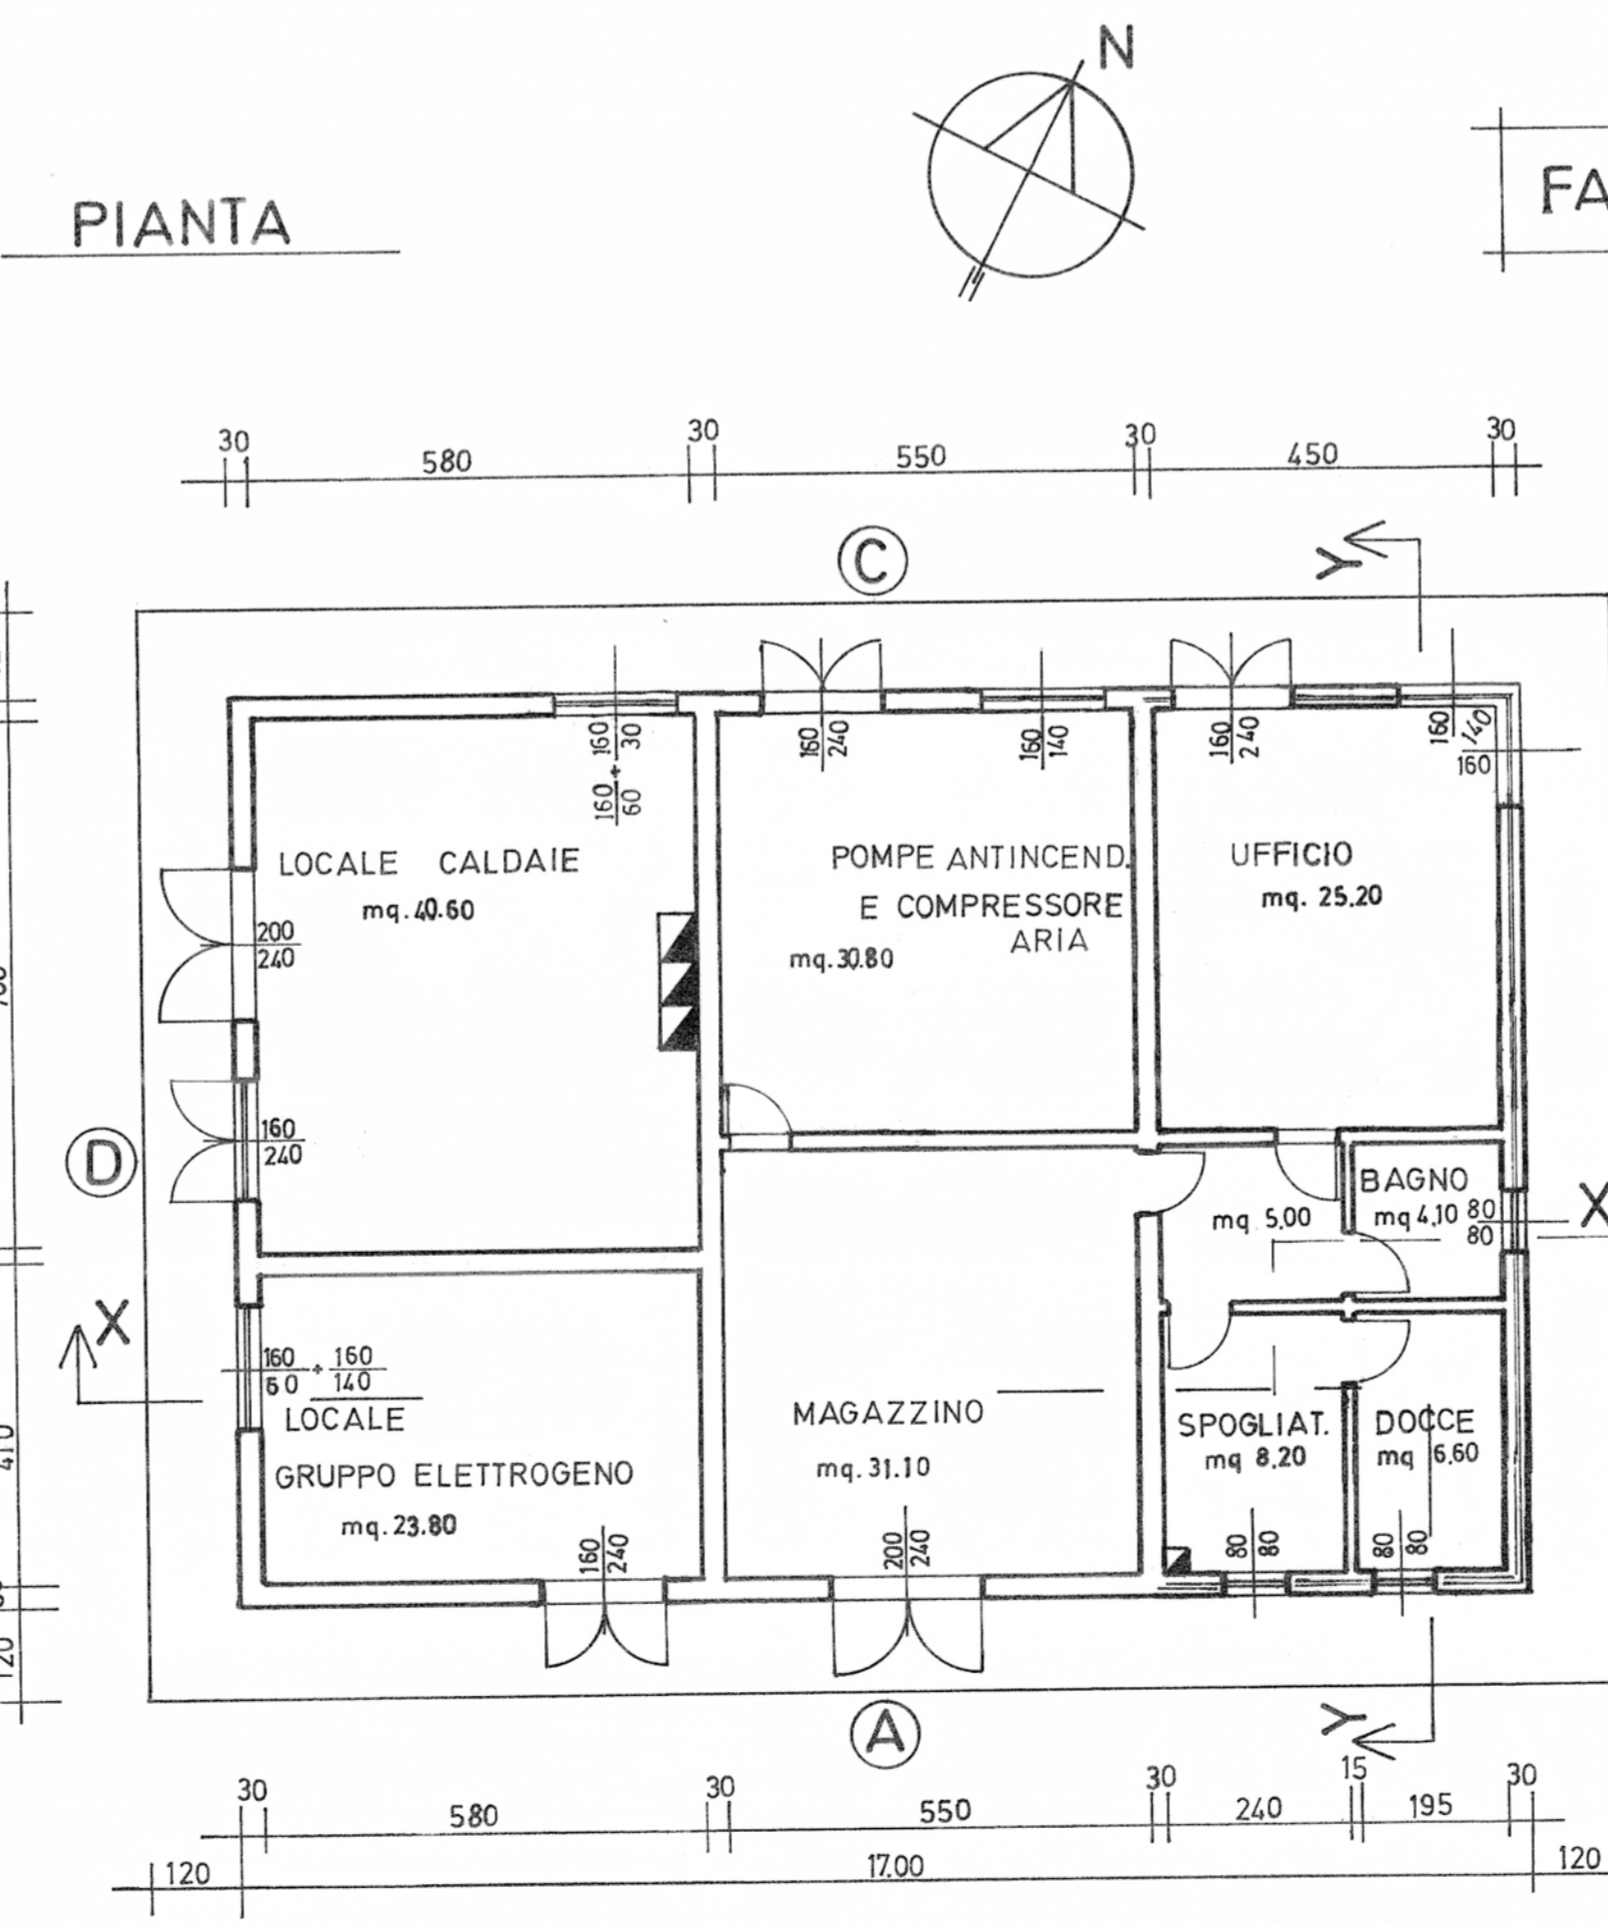 N
PIANTA
FA
30 580 30 550 30 450 30
C
Y
160
30
160
60
160
240
160
140
160
240
160
140
160
LOCALE CALDAIE
mq. 40.60
POMPE ANTINCEND.
E COMPRESSORE
ARIA
mq. 30.80
UFFICIO
mq. 25,20
200
240
D
160
240
BAGNO
mq 4,10
80
80
mq 5,00
X
X
160
60
160
140
LOCALE
GRUPPO ELETTROGENO
mq. 23.80
MAGAZZINO
mq. 31.10
SPOGLIAT.
mq 8,20
DOCCE
mq 6,60
410
160
240
200
240
80
80
80
80
120
A
Y
30 580 30 550 30 240 15 195 30
120 17.00 120